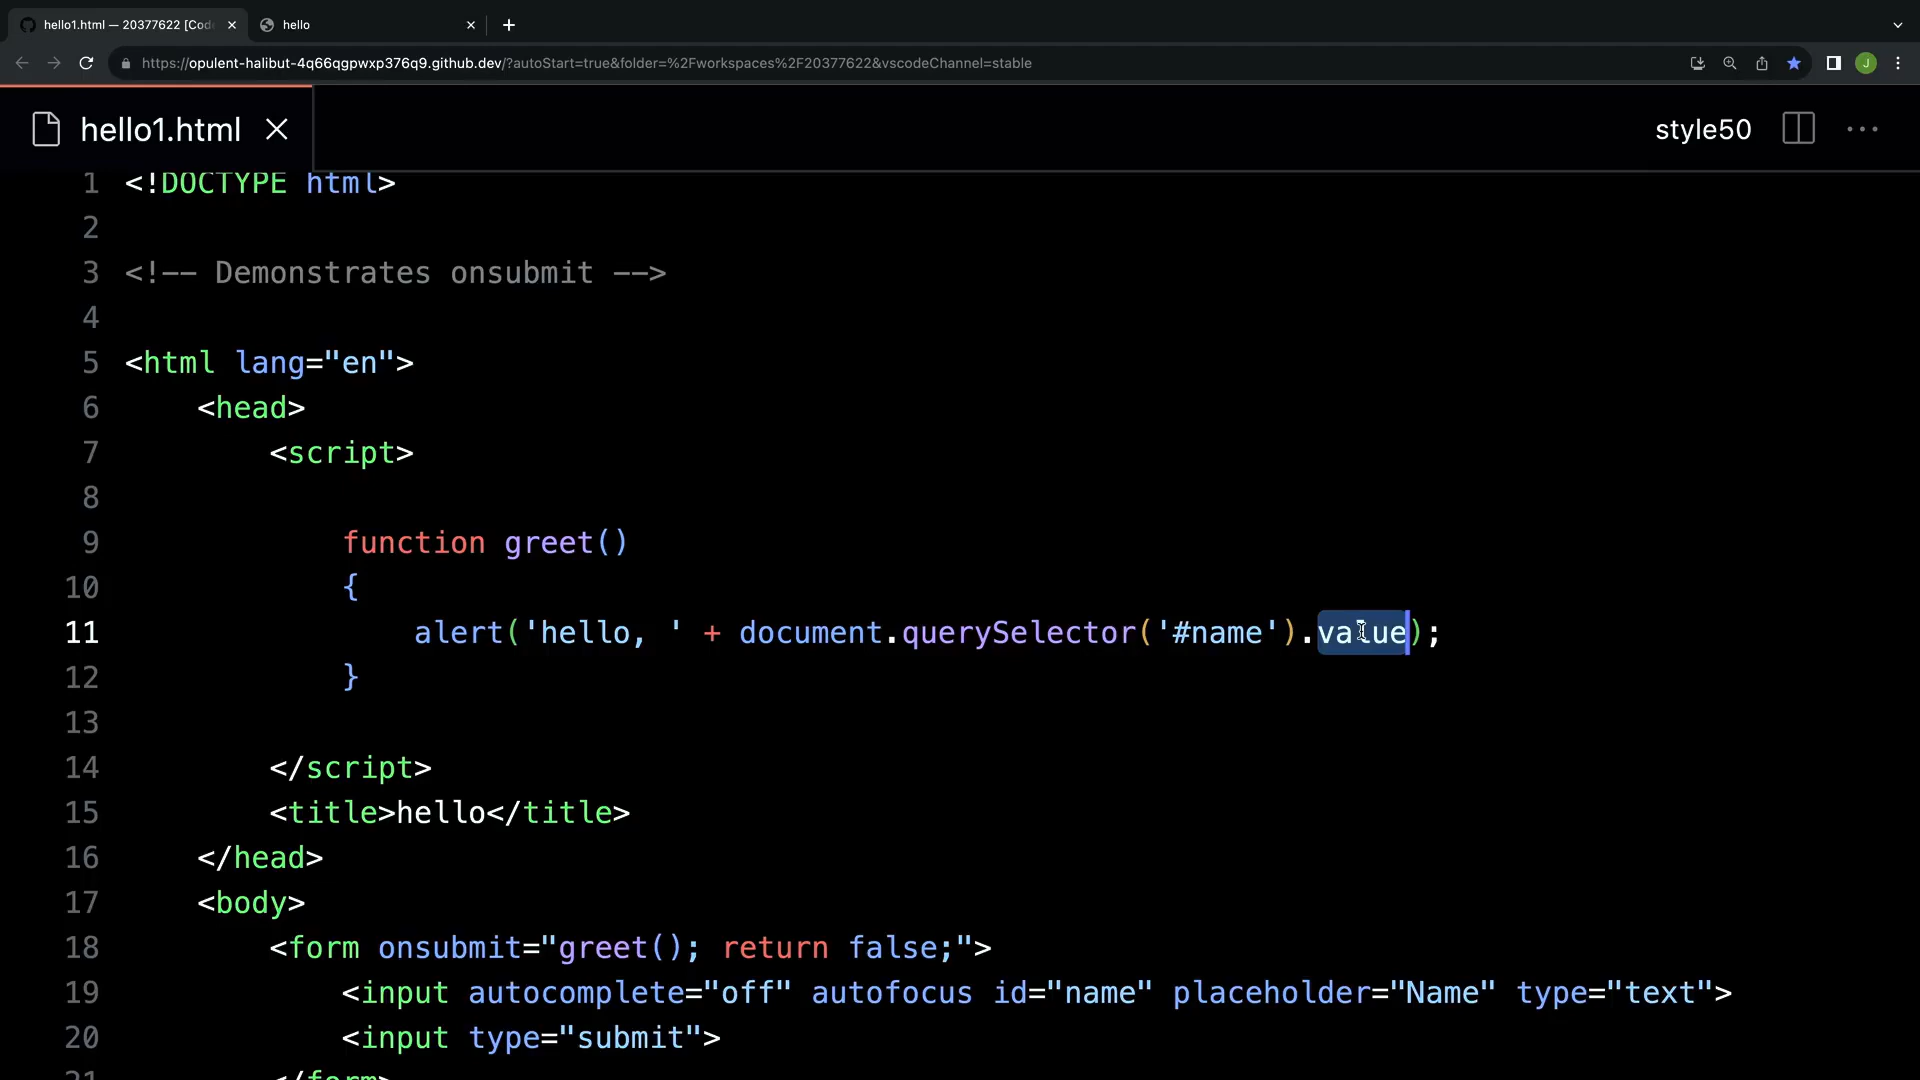 hello1.html — 20377622 [Cod
hello
https://opulent-halibut-4q66qgpwxp376q9.github.dev/?autoStart=true&folder=%2Fworkspaces%2F20377622&vscodeChannel=stable
J
hello1.html
style50
1 <!DOCTYPE html>
2
3 <!-- Demonstrates onsubmit -->
4
5 <html lang="en">
6 <head>
7 <script>
8
9 function greet()
10 {
11 alert('hello, ' + document.querySelector('#name').value);
12 }
13
14 </script>
15 <title>hello</title>
16 </head>
17 <body>
18 <form onsubmit="greet(); return false;">
19 <input autocomplete="off" autofocus id="name" placeholder="Name" type="text">
20 <input type="submit">
21 </form>